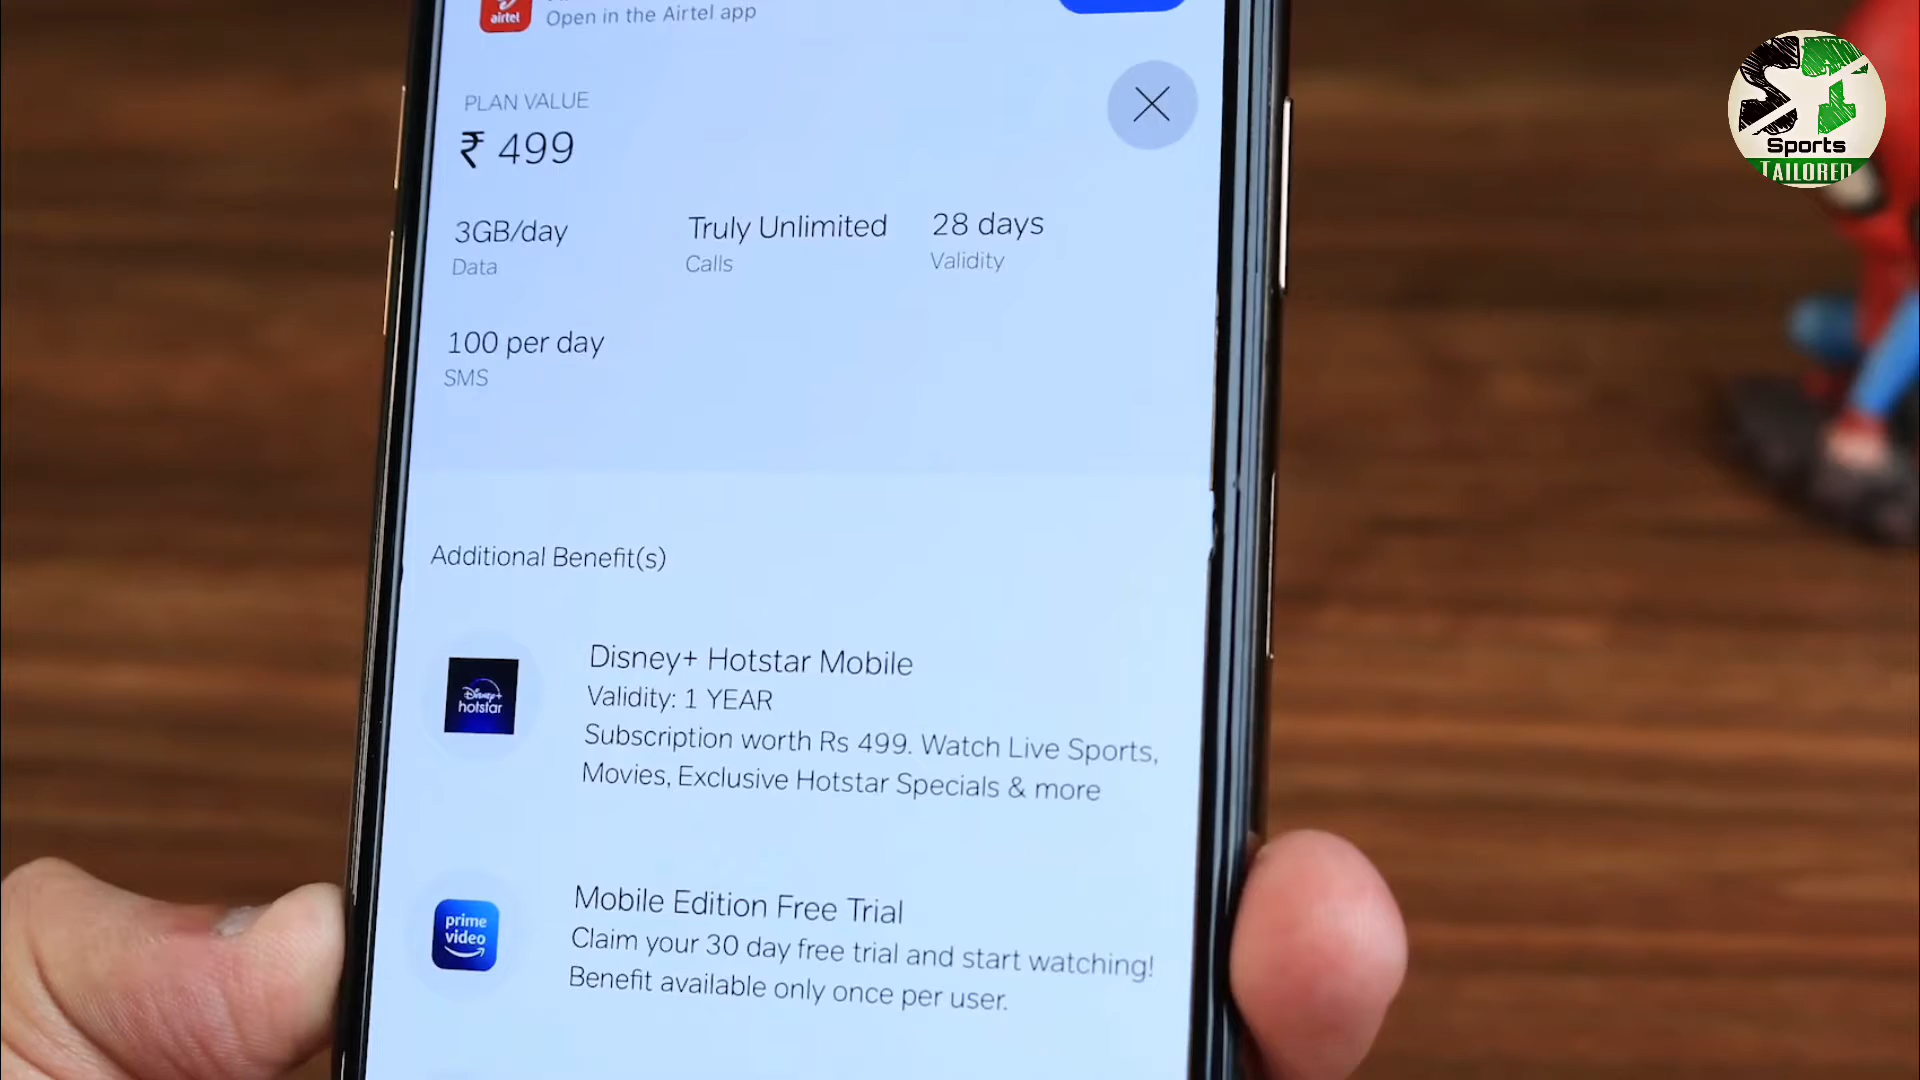 airtel
Open in the Airtel app
PLAN VALUE
₹ 499
3GB/day
Data
Truly Unlimited
Calls
28 days
Validity
100 per day
SMS
Additional Benefit(s)
Disney+ hotstar
Disney+ Hotstar Mobile
Validity: 1 YEAR
Subscription worth Rs 499. Watch Live Sports,
Movies, Exclusive Hotstar Specials & more
prime
video
Mobile Edition Free Trial
Claim your 30 day free trial and start watching!
Benefit available only once per user.
ST
Sports
TAILORED